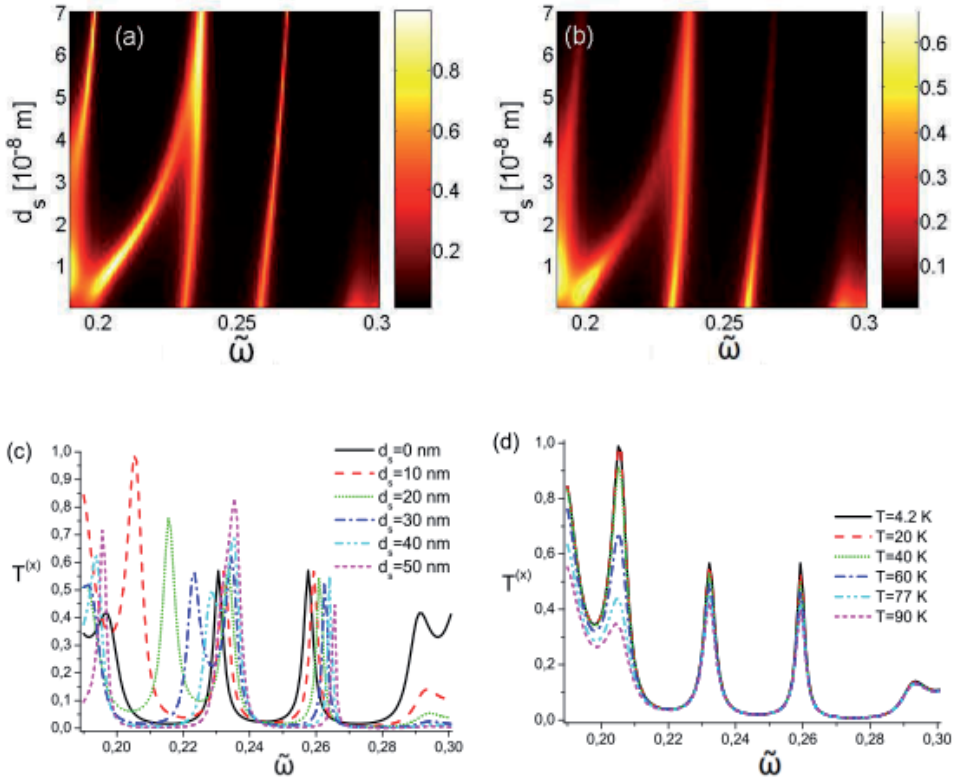 (a)
7
6
5
4
3
2
1
d_s [10^-8 m]
0.2 0.25 0.3
ω̃
0.8
0.6
0.4
0.2
(b)
7
6
5
4
3
2
1
d_s [10^-8 m]
0.2 0.25 0.3
ω̃
0.6
0.5
0.4
0.3
0.2
0.1
(c)
1,0
0,9
0,8
0,7
0,6
0,5
0,4
0,3
0,2
0,1
0,0
T^(x)
d_s=0 nm
d_s=10 nm
d_s=20 nm
d_s=30 nm
d_s=40 nm
d_s=50 nm
0,20 0,22 0,24 0,26 0,28 0,30
ω̃
(d)
1,0
0,8
0,6
0,4
0,2
0,0
T^(x)
T=4.2 K
T=20 K
T=40 K
T=60 K
T=77 K
T=90 K
0,20 0,22 0,24 0,26 0,28 0,30
ω̃